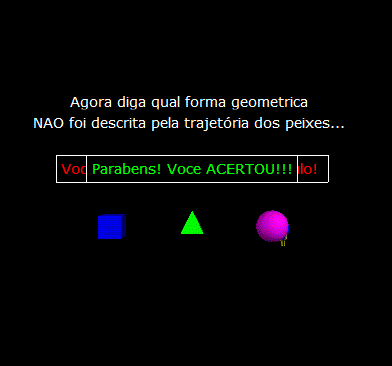 Agora diga qual forma geometrica
NAO foi descrita pela trajetória dos peixes...
Parabens! Voce ACERTOU!!!